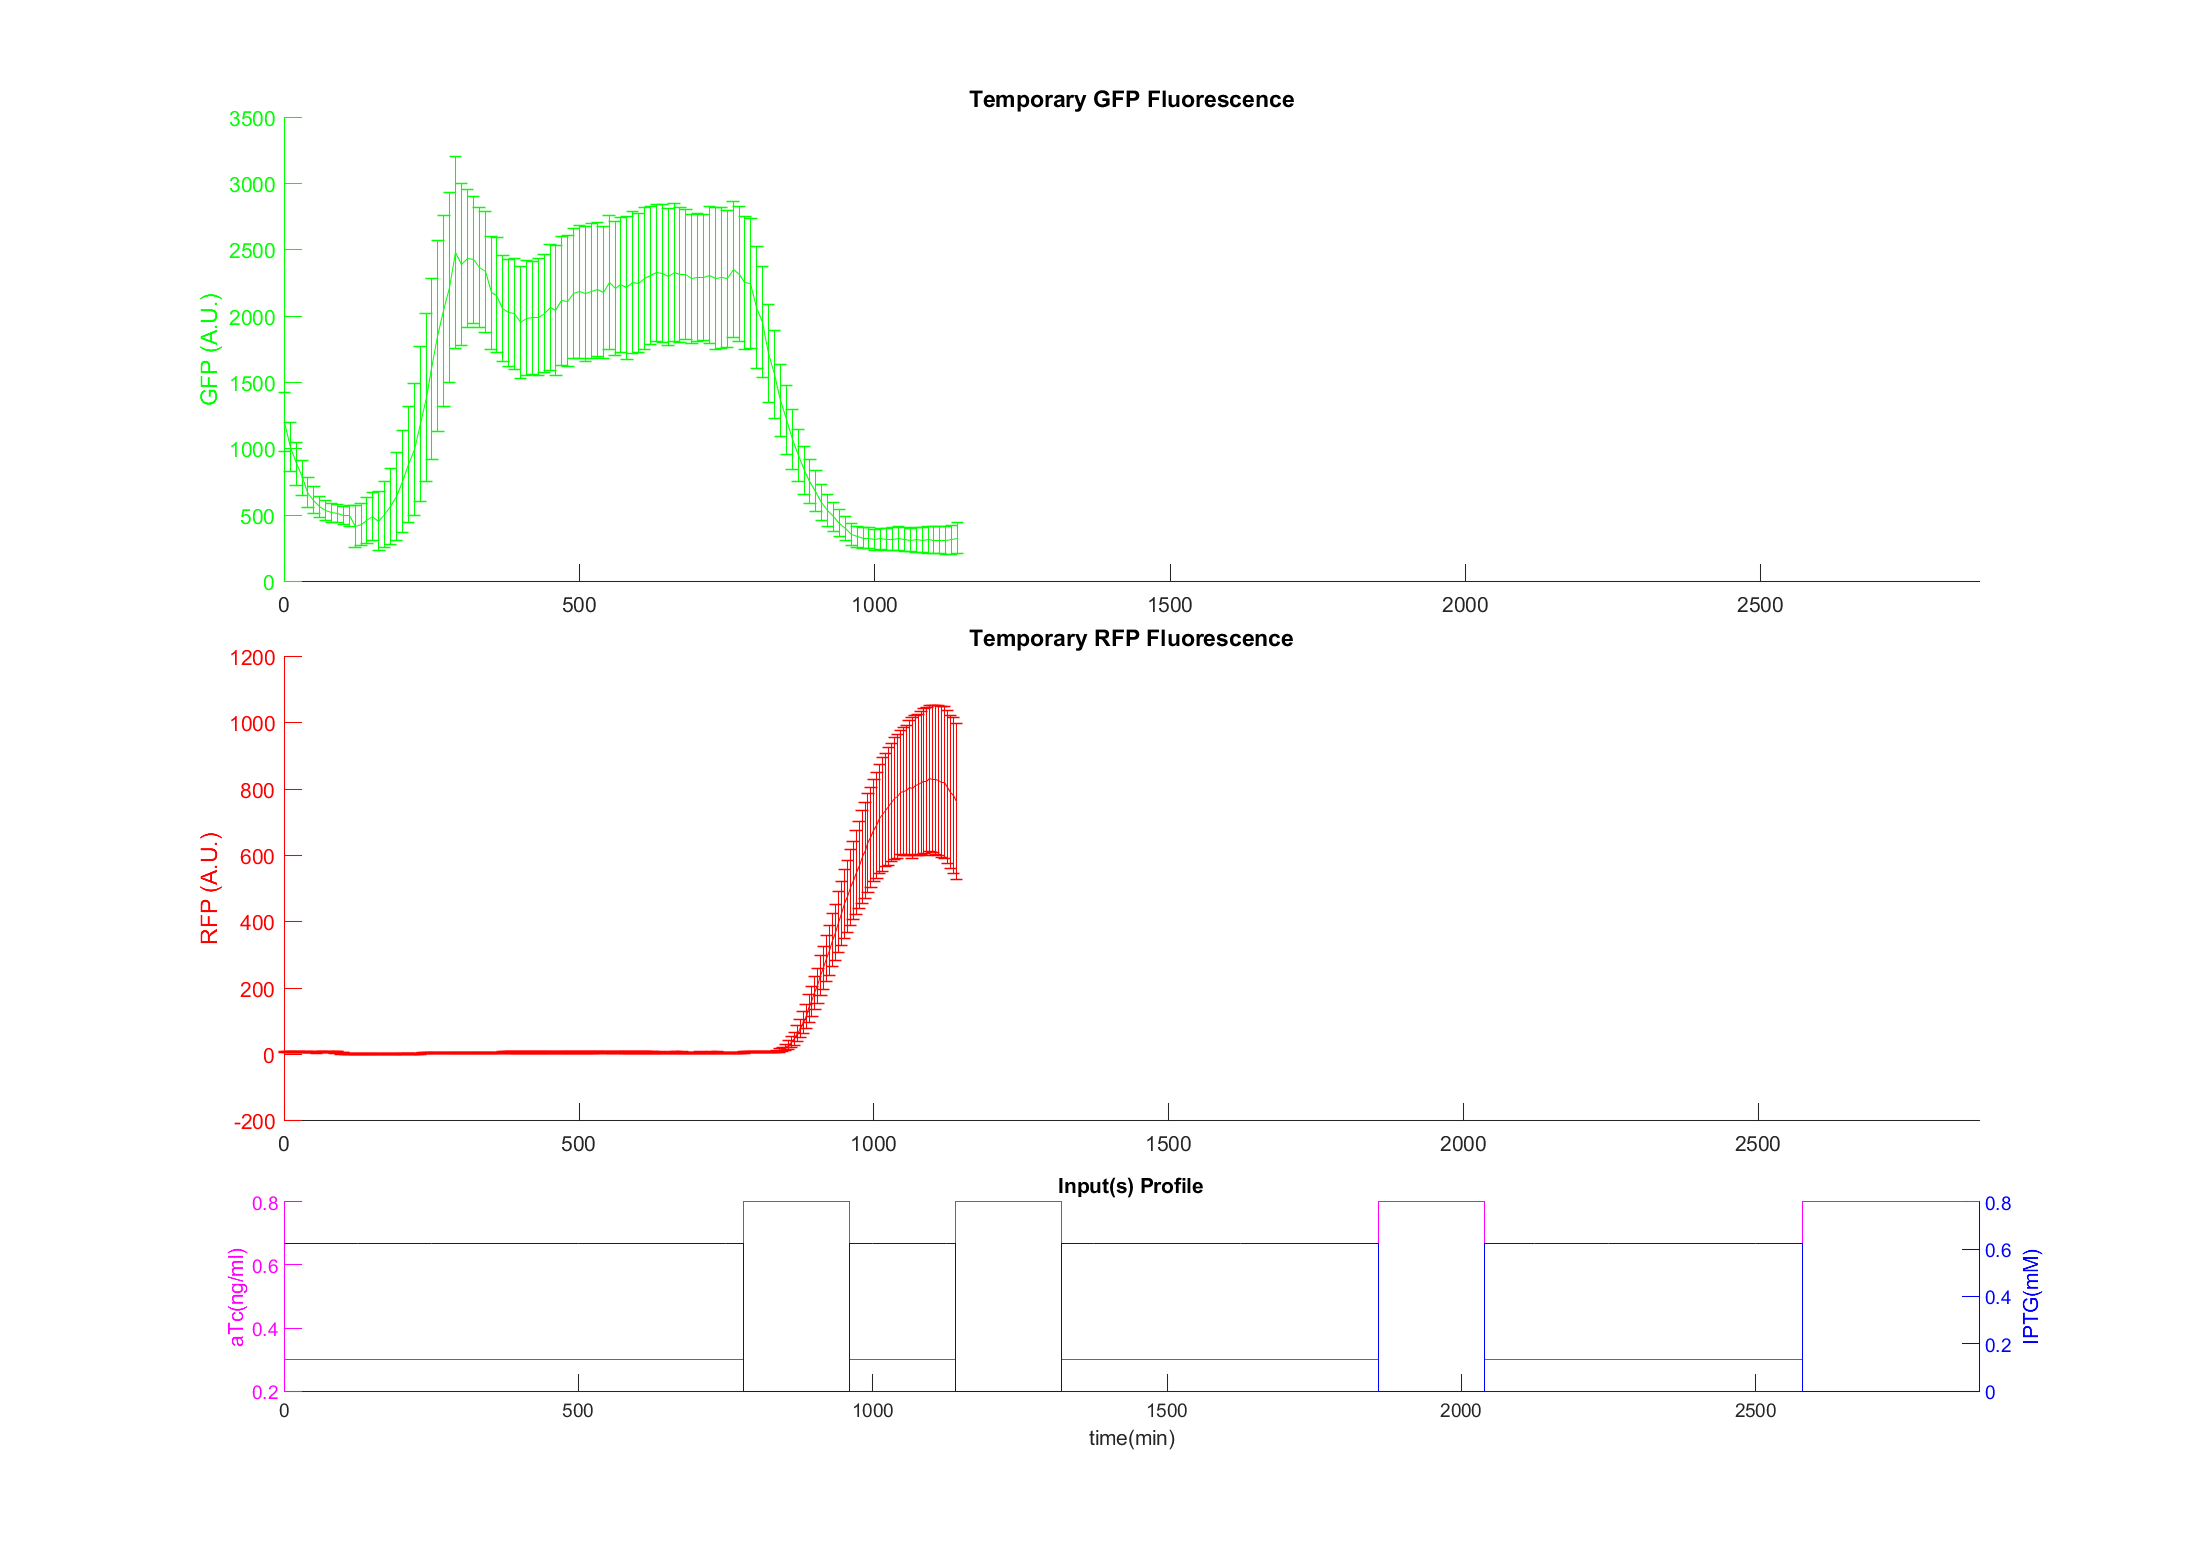 Temporary GFP Fluorescence
3500
3000
2500
2000
1500
1000
500
0
GFP (A.U.)
0 500 1000 1500 2000 2500
Temporary RFP Fluorescence
1200
1000
800
600
400
200
0
-200
RFP (A.U.)
0 500 1000 1500 2000 2500
Input(s) Profile
0.8
0.6
0.4
0.2
aTc(ng/ml)
0.8
0.6
0.4
0.2
0
IPTG(mM)
0 500 1000 1500 2000 2500
time(min)